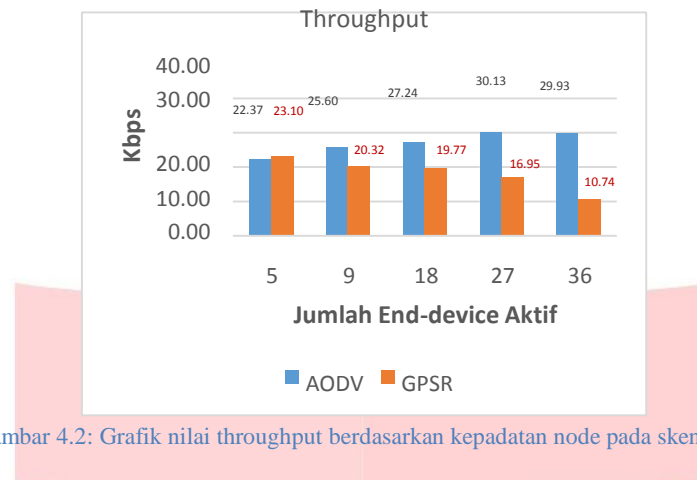 Throughput
40.00
30.00
20.00
10.00
0.00
Kbps
22.37 23.10
25.60
20.32
27.24
19.77
30.13
16.95
29.93
10.74
5 9 18 27 36
Jumlah End-device Aktif
AODV GPSR
4.2: Grafik nilai throughput berdasarkan kepadatan node pada